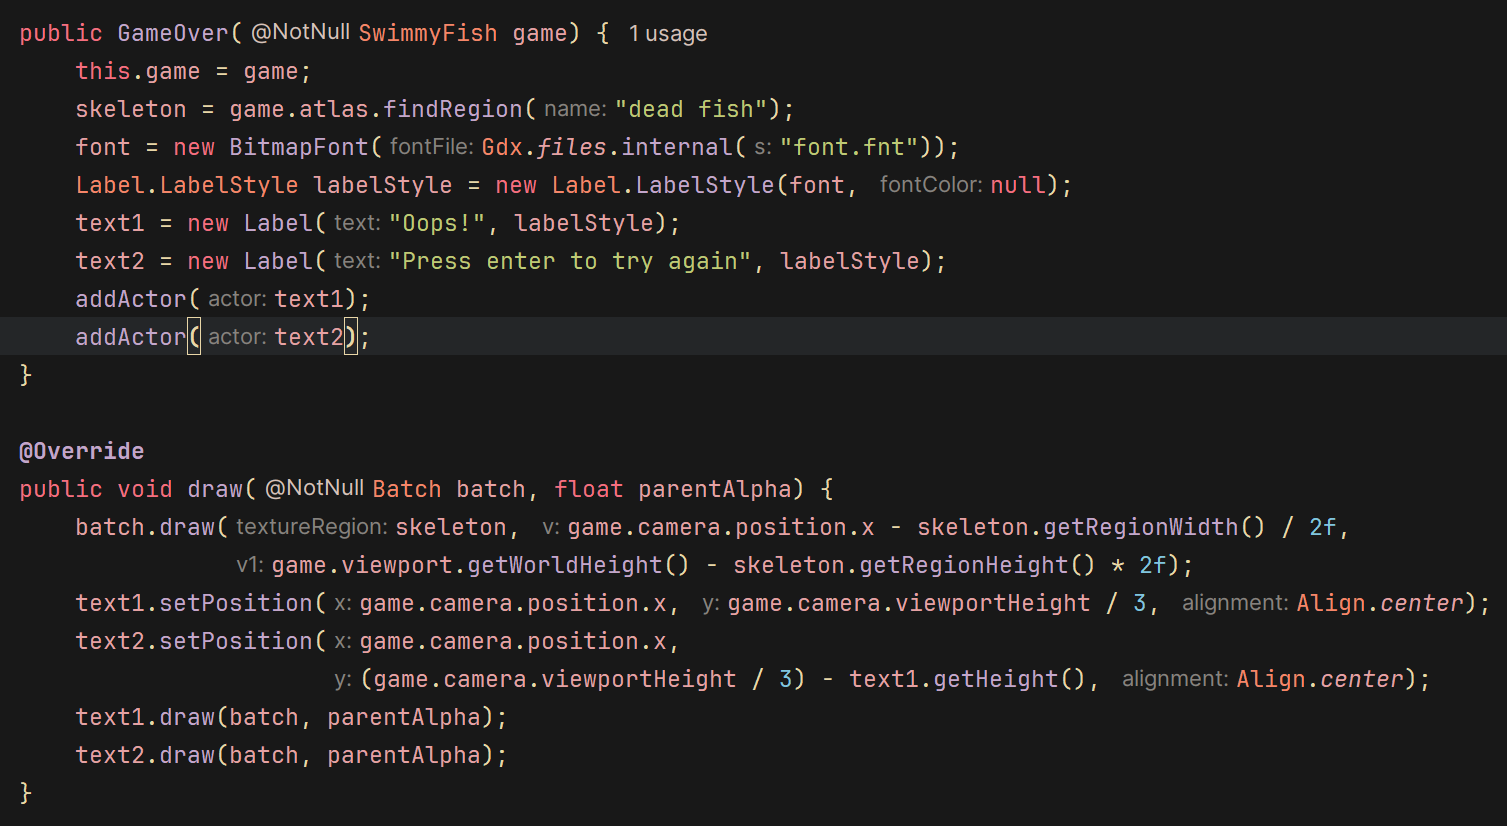 public GameOver( @NotNull SwimmyFish game) { 1 usage
this.game = game;
skeleton = game.atlas.findRegion( name: "dead fish");
font = new BitmapFont( fontFile: Gdx.files.internal( s: "font.fnt"));
Label.LabelStyle labelStyle = new Label.LabelStyle(font, fontColor: null);
text1 = new Label( text: "Oops!", labelStyle);
text2 = new Label( text: "Press enter to try again", labelStyle);
addActor( actor: text1);
addActor( actor: text2);
}
@Override
public void draw( @NotNull Batch batch, float parentAlpha) {
batch.draw( textureRegion: skeleton, v: game.camera.position.x - skeleton.getRegionWidth() / 2f,
v1: game.viewport.getWorldHeight() - skeleton.getRegionHeight() * 2f);
text1.setPosition( x: game.camera.position.x, y: game.camera.viewportHeight / 3, alignment: Align.center);
text2.setPosition( x: game.camera.position.x,
y: (game.camera.viewportHeight / 3) - text1.getHeight(), alignment: Align.center);
text1.draw(batch, parentAlpha);
text2.draw(batch, parentAlpha);
}